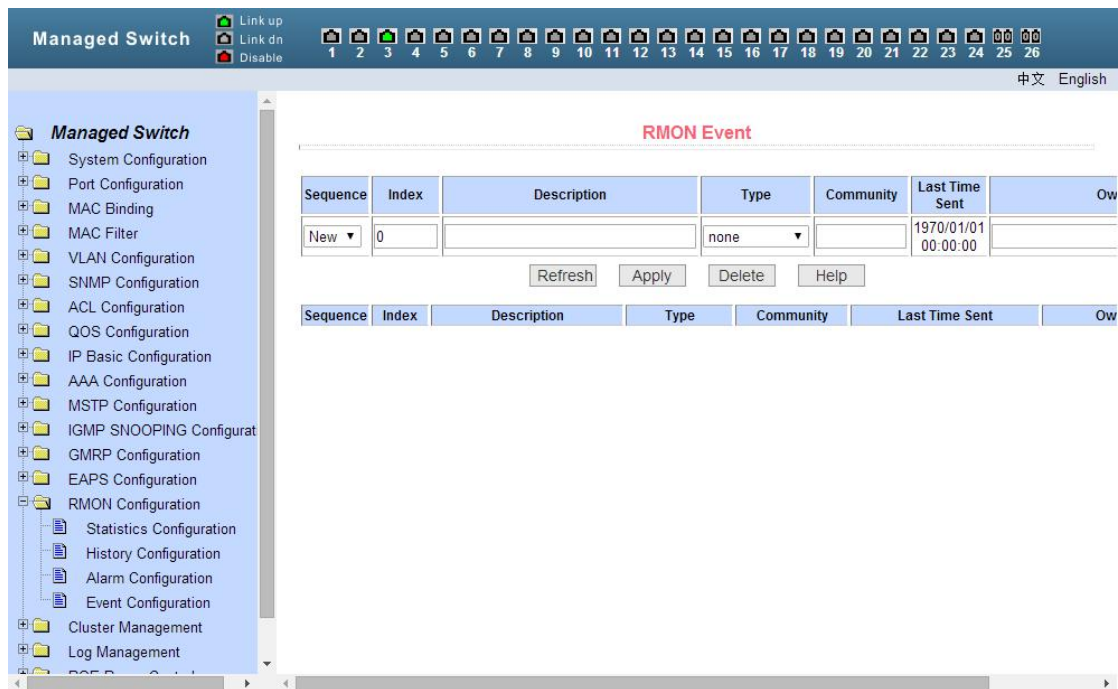 Managed Switch
Link up
Link dn
Disable
1 2 3 4 5 6 7 8 9 10 11 12 13 14 15 16 17 18 19 20 21 22 23 24 25 26
中文 English
Managed Switch
System Configuration
Port Configuration
MAC Binding
MAC Filter
VLAN Configuration
SNMP Configuration
ACL Configuration
QOS Configuration
IP Basic Configuration
AAA Configuration
MSTP Configuration
IGMP SNOOPING Configurat
GMRP Configuration
EAPS Configuration
RMON Configuration
Statistics Configuration
History Configuration
Alarm Configuration
Event Configuration
Cluster Management
Log Management
RMON Event
Sequence Index Description Type Community Last Time Sent Ow
New 0 none 1970/01/01 00:00:00
Refresh Apply Delete Help
Sequence Index Description Type Community Last Time Sent Ow